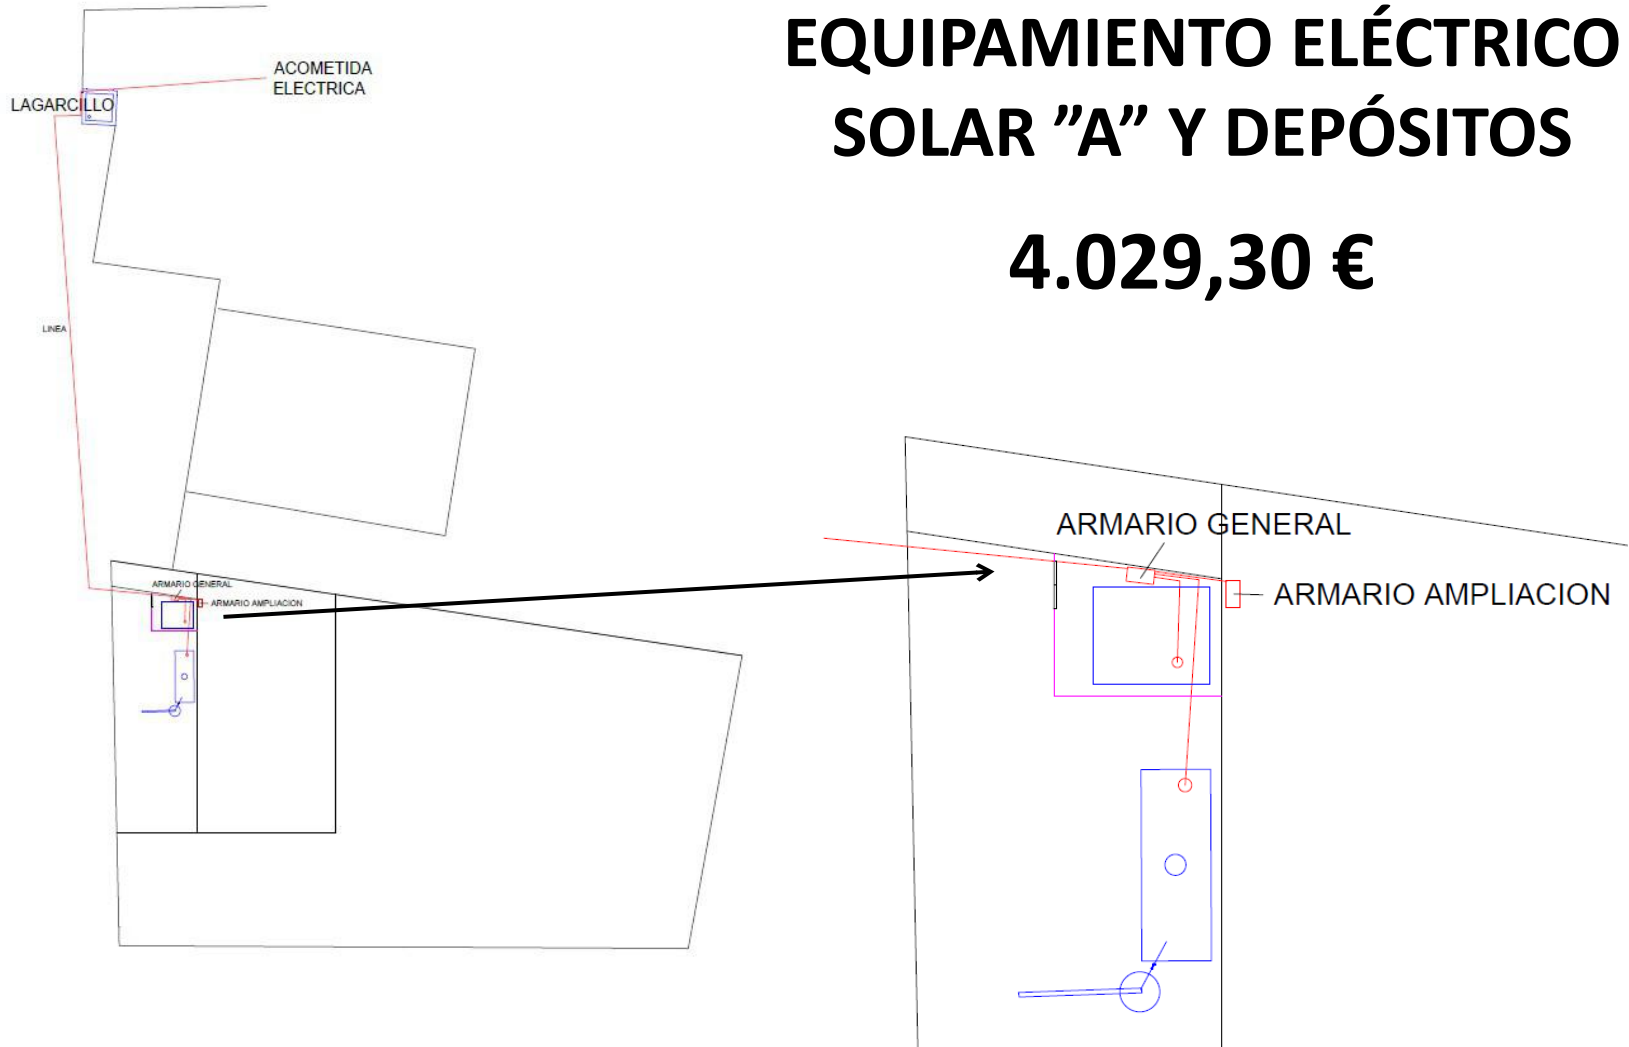 EQUIPAMIENTO ELÉCTRICO
SOLAR ”A” Y DEPÓSITOS
4.029,30 €
ACOMETIDA
ELECTRICA
LAGARCILLO
LINEA
ARMARIO GENERAL
ARMARIO AMPLIACION
ARMARIO GENERAL
ARMARIO AMPLIACION